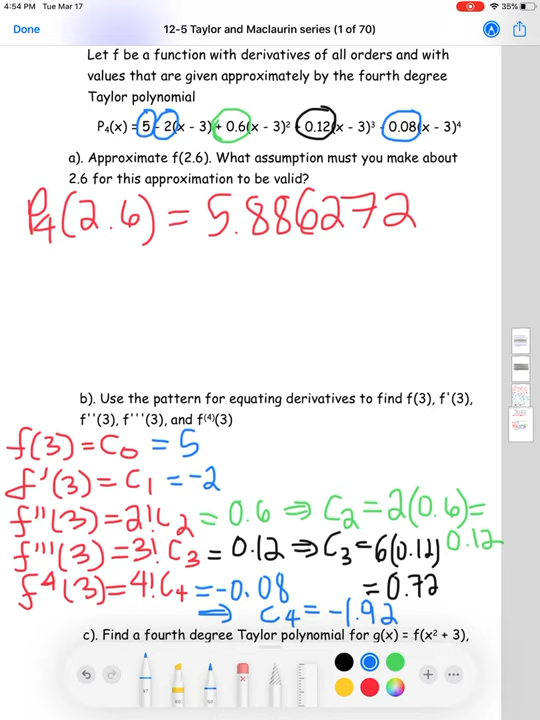 4:54 PM Tue Mar 17 35%
Done 12-5 Taylor and Maclaurin series (1 of 70)
Let f be a function with derivatives of all orders and with
values that are given approximately by the fourth degree
Taylor polynomial
P₄(x) = 5 - 2(x - 3) + 0.6(x - 3)² + 0.12(x - 3)³ - 0.08(x - 3)⁴
a). Approximate f(2.6). What assumption must you make about
2.6 for this approximation to be valid?
P₄(2.6) = 5.886272
b). Use the pattern for equating derivatives to find f(3), f'(3),
f''(3), f'''(3), and f⁽⁴⁾(3)
f(3) = C₀ = 5
f'(3) = C₁ = -2
f''(3) = 2! C₂ = 0.6 ⇒ C₂ = 2(0.6) =
f'''(3) = 3! C₃ = 0.12 ⇒ C₃ = 6(0.12) 0.12
f⁴(3) = 4! C₄ = -0.08 = 0.72
⇒ C₄ = -1.92
c). Find a fourth degree Taylor polynomial for g(x) = f(x² + 3),